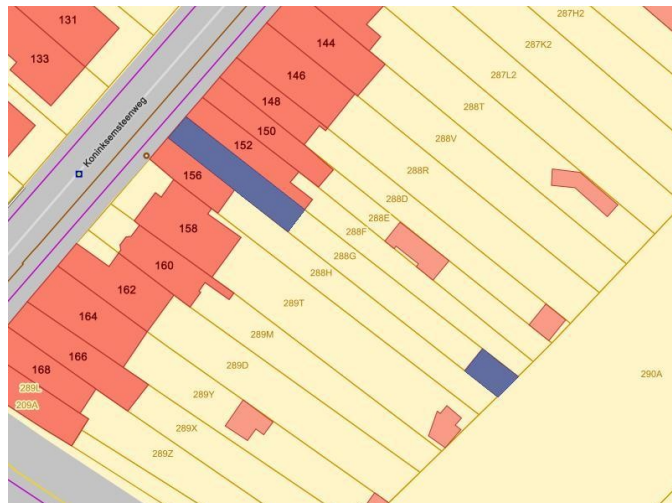 131
133
144
146
148
150
152
156
158
160
162
164
166
168
Koninksemsteenweg
287H2
287K2
287L2
288T
288V
288R
288D
288E
288F
288G
288H
289T
289M
289D
289Y
289X
289Z
289L
209A
290A